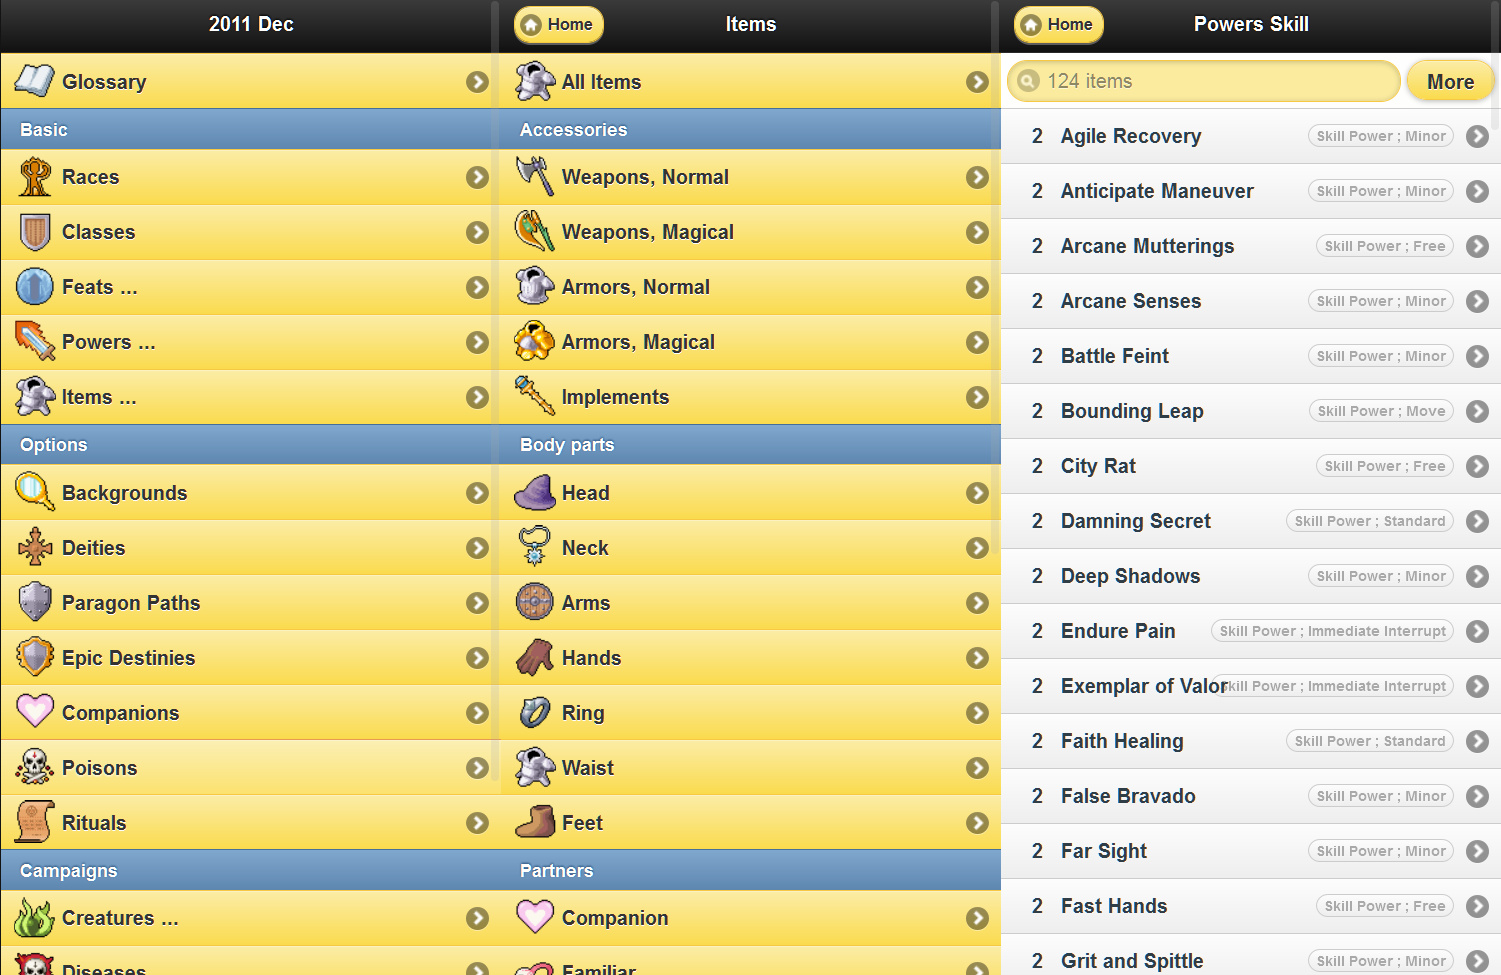 2011 Dec
Glossary
Basic
Races
Classes
Feats ...
Powers ...
Items ...
Options
Backgrounds
Deities
Paragon Paths
Epic Destinies
Companions
Poisons
Rituals
Campaigns
Creatures ...
Diseases
Home
Items
All Items
Accessories
Weapons, Normal
Weapons, Magical
Armors, Normal
Armors, Magical
Implements
Body parts
Head
Neck
Arms
Hands
Ring
Waist
Feet
Partners
Companion
Familiar
Home
Powers Skill
124 items
More
2 Agile Recovery Skill Power ; Minor
2 Anticipate Maneuver Skill Power ; Minor
2 Arcane Mutterings Skill Power ; Free
2 Arcane Senses Skill Power ; Minor
2 Battle Feint Skill Power ; Minor
2 Bounding Leap Skill Power ; Move
2 City Rat Skill Power ; Free
2 Damning Secret Skill Power ; Standard
2 Deep Shadows Skill Power ; Minor
2 Endure Pain Skill Power ; Immediate Interrupt
2 Exemplar of Valor Skill Power ; Immediate Interrupt
2 Faith Healing Skill Power ; Standard
2 False Bravado Skill Power ; Minor
2 Far Sight Skill Power ; Minor
2 Fast Hands Skill Power ; Free
2 Grit and Spittle Skill Power ; Minor